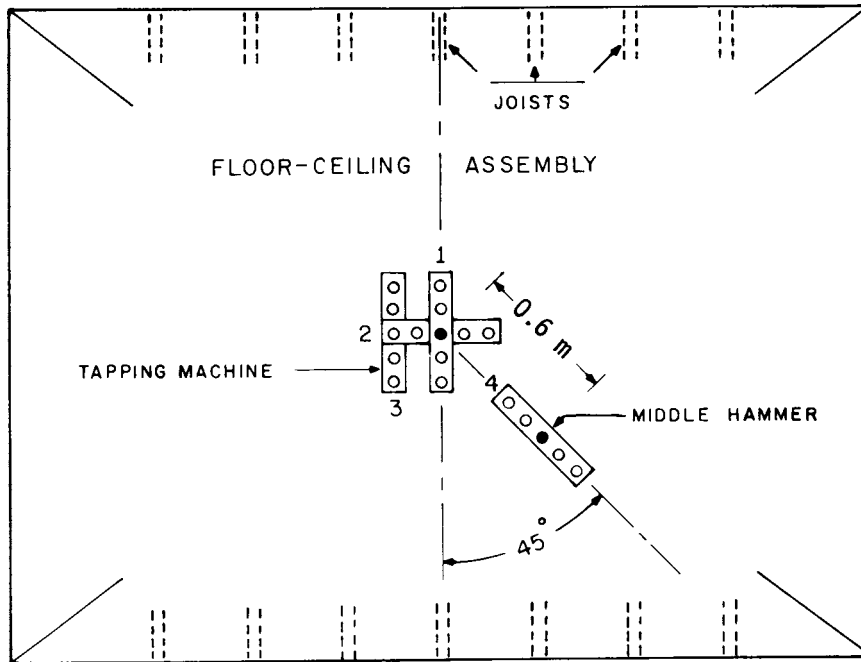 JOISTS
FLOOR-CEILING ASSEMBLY
1
0.6 m
2
TAPPING MACHINE
4
3
MIDDLE HAMMER
45°